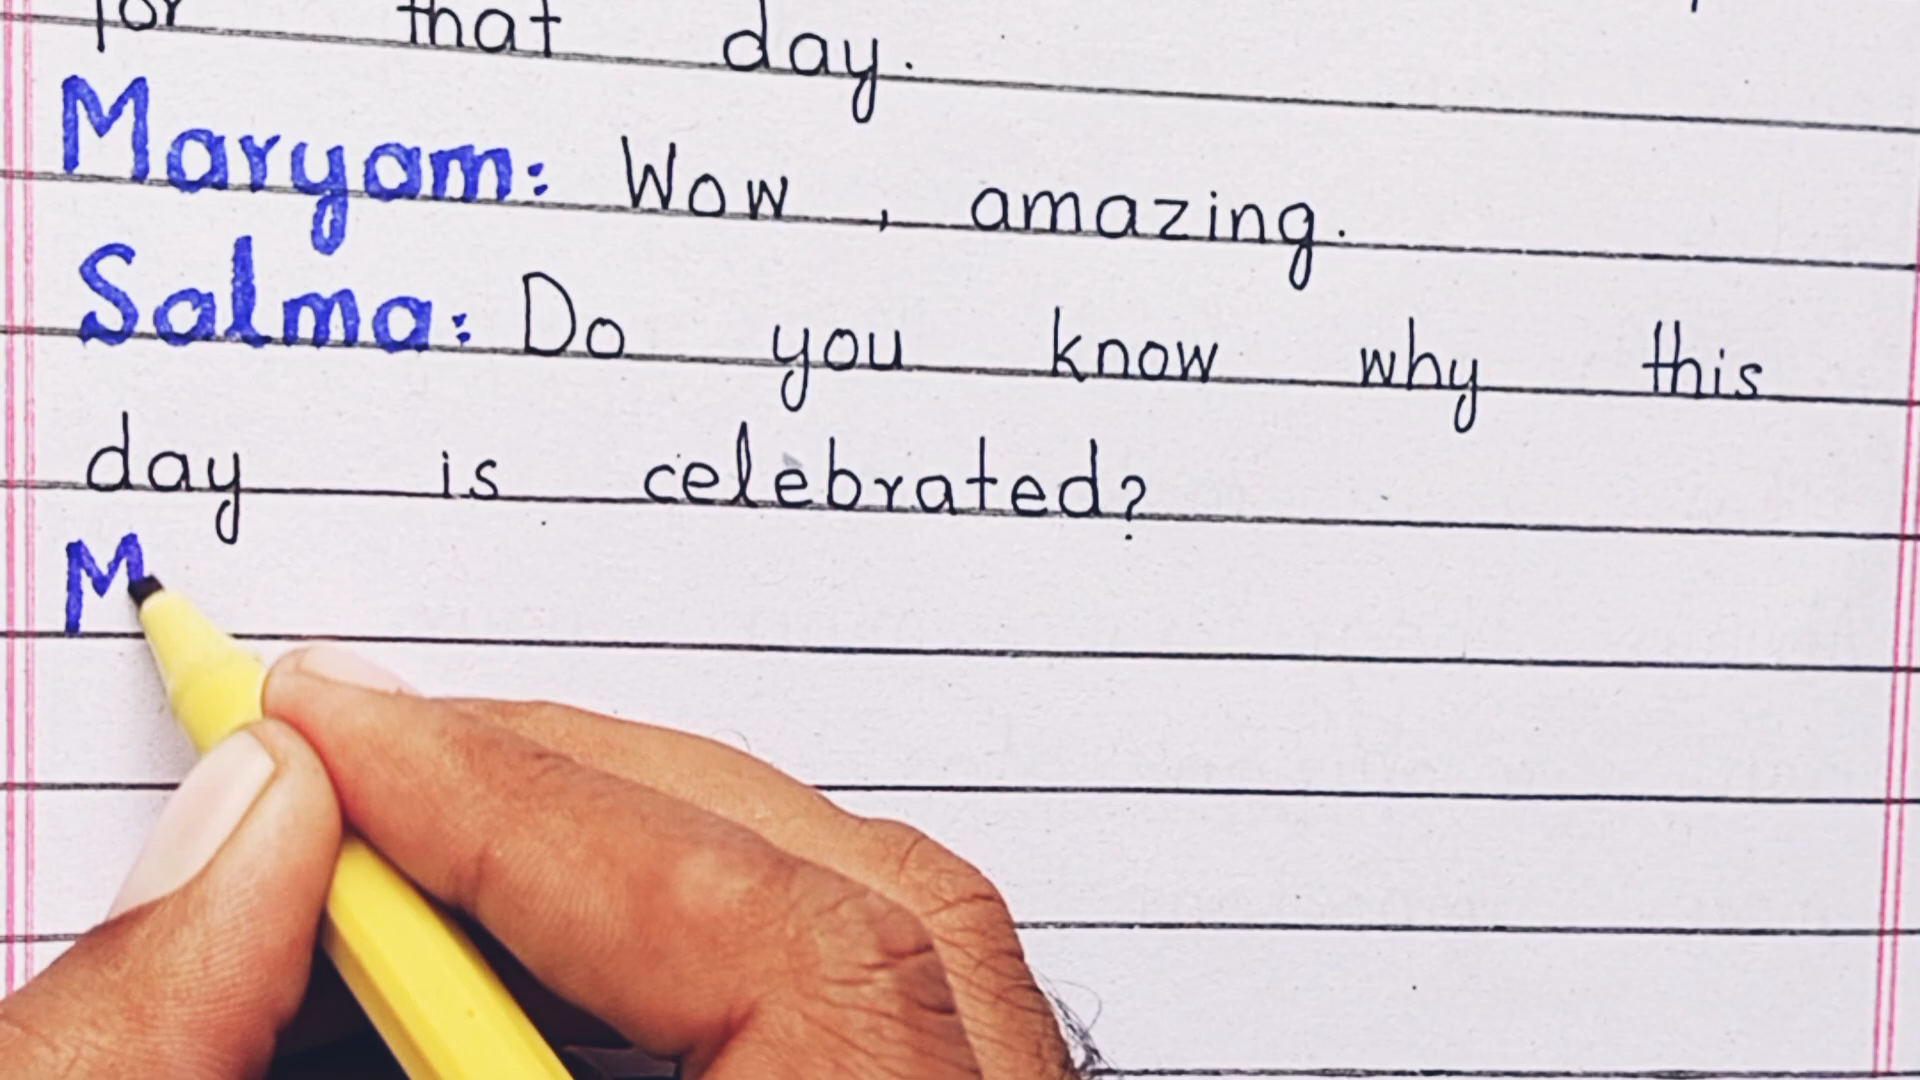 for that day.
Maryam: Wow, amazing.
Salma: Do you know why this
day is celebrated?
M